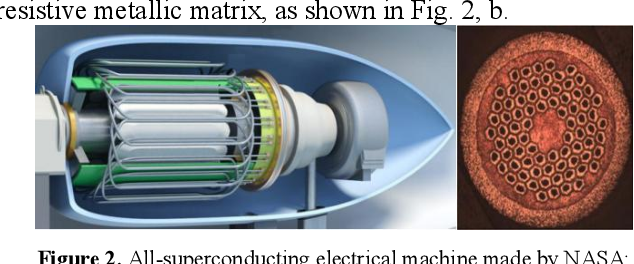 resistive metallic matrix, as shown in Fig. 2, b.
Figure 2. All-superconducting electrical machine made by NASA: